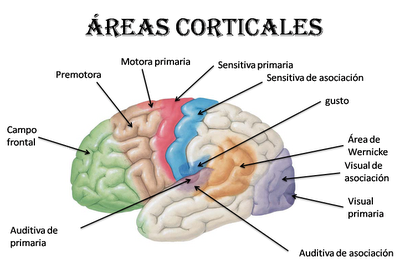 ÁREAS CORTICALES
Motora primaria
Sensitiva primaria
Premotora
Sensitiva de asociación
gusto
Campo
frontal
Área de
Wernicke
Visual de
asociación
Visual
primaria
Auditiva de
primaria
Auditiva de asociación